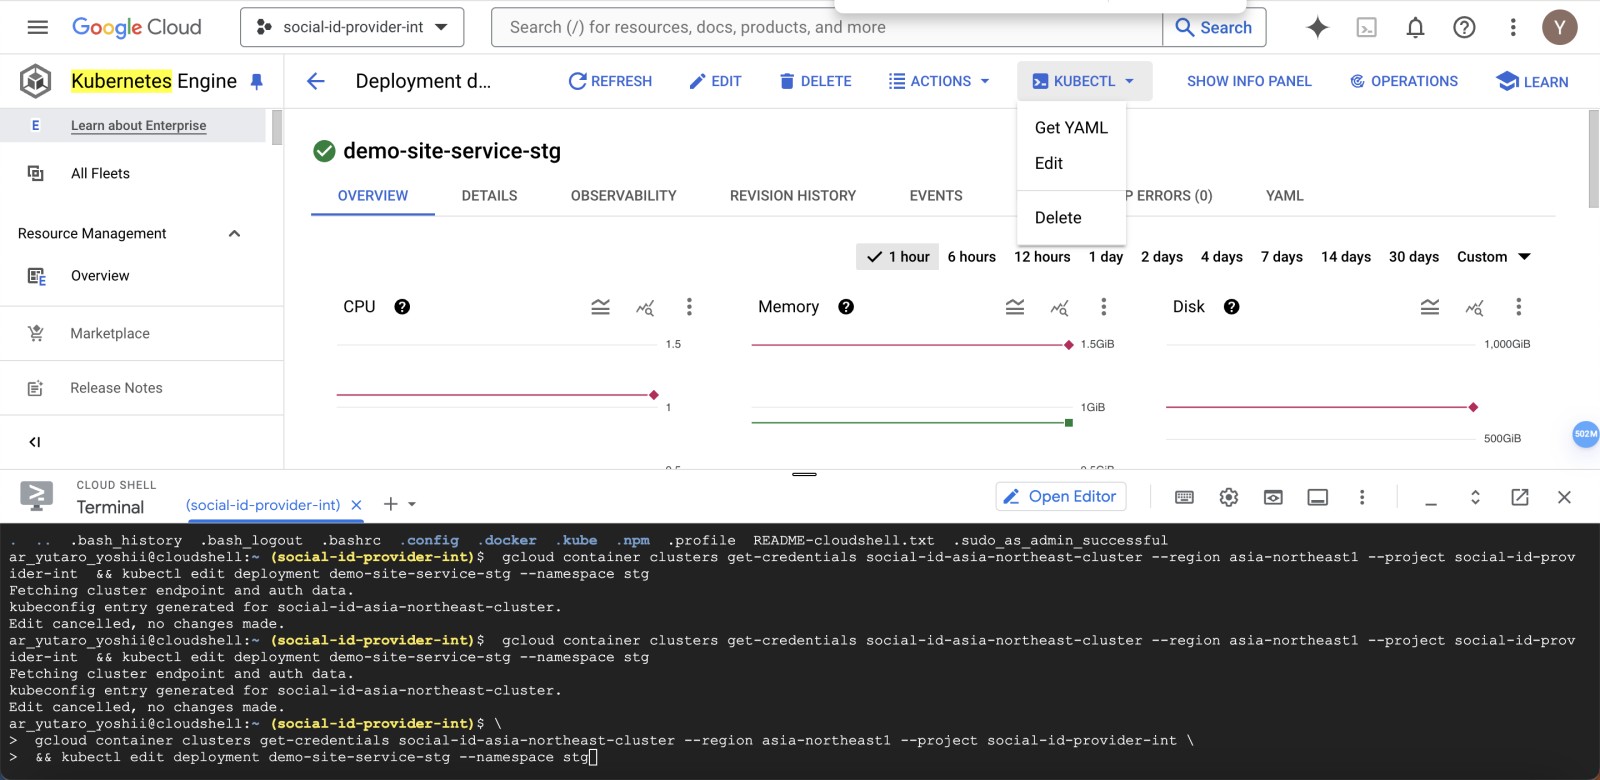 Google Cloud
social-id-provider-int
Search (/) for resources, docs, products, and more
Search
Y
Kubernetes Engine
Deployment d...
REFRESH
EDIT
DELETE
ACTIONS
KUBECTL
SHOW INFO PANEL
OPERATIONS
LEARN
E
Learn about Enterprise
All Fleets
Resource Management
E
Overview
Marketplace
Release Notes
Get YAML
Edit
Delete
demo-site-service-stg
OVERVIEW
DETAILS
OBSERVABILITY
REVISION HISTORY
EVENTS
P ERRORS (0)
YAML
1 hour
6 hours
12 hours
1 day
2 days
4 days
7 days
14 days
30 days
Custom
CPU
1.5
1
0.5
Memory
1.5GiB
1GiB
0.5GiB
Disk
1,000GiB
500GiB
502M
CLOUD SHELL
Terminal
(social-id-provider-int)
Open Editor
. .. .bash_history .bash_logout .bashrc .config .docker .kube .npm .profile README-cloudshell.txt .sudo_as_admin_successful
ar_yutaro_yoshii@cloudshell:~ (social-id-provider-int)$ gcloud container clusters get-credentials social-id-asia-northeast-cluster --region asia-northeast1 --project social-id-prov
ider-int && kubectl edit deployment demo-site-service-stg --namespace stg
Fetching cluster endpoint and auth data.
kubeconfig entry generated for social-id-asia-northeast-cluster.
Edit cancelled, no changes made.
ar_yutaro_yoshii@cloudshell:~ (social-id-provider-int)$ gcloud container clusters get-credentials social-id-asia-northeast-cluster --region asia-northeast1 --project social-id-prov
ider-int && kubectl edit deployment demo-site-service-stg --namespace stg
Fetching cluster endpoint and auth data.
kubeconfig entry generated for social-id-asia-northeast-cluster.
Edit cancelled, no changes made.
ar_yutaro_yoshii@cloudshell:~ (social-id-provider-int)$ \
> gcloud container clusters get-credentials social-id-asia-northeast-cluster --region asia-northeast1 --project social-id-provider-int \
> && kubectl edit deployment demo-site-service-stg --namespace stg